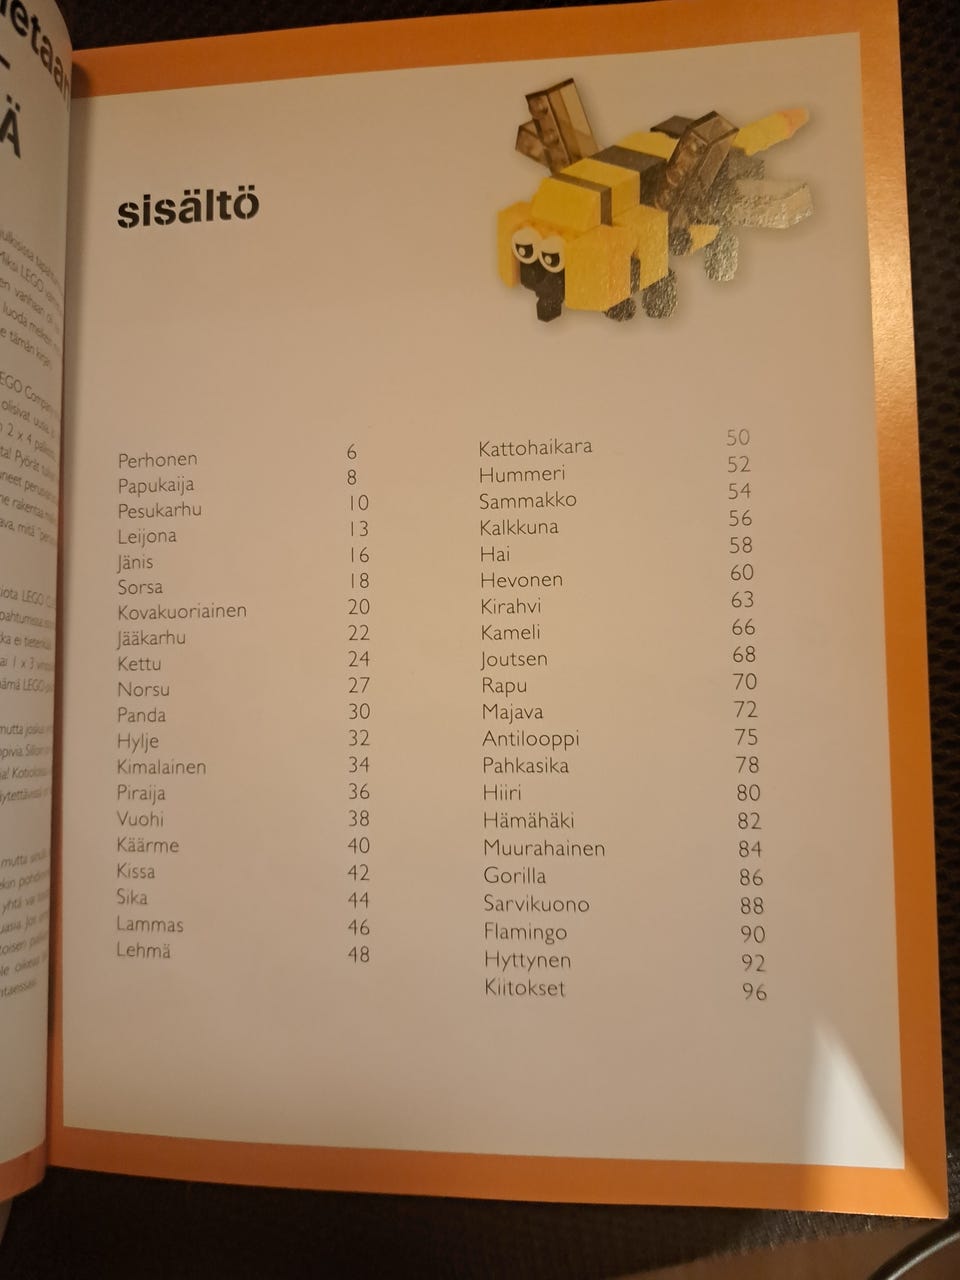 sisältö
Perhonen 6
Papukaija 8
Pesukarhu 10
Leijona 13
Jänis 16
Sorsa 18
Kovakuoriainen 20
Jääkarhu 22
Kettu 24
Norsu 27
Panda 30
Hylje 32
Kimalainen 34
Piraija 36
Vuohi 38
Käärme 40
Kissa 42
Sika 44
Lammas 46
Lehmä 48
Kattohaikara 50
Hummeri 52
Sammakko 54
Kalkkuna 56
Hai 58
Hevonen 60
Kirahvi 63
Kameli 66
Joutsen 68
Rapu 70
Majava 72
Antilooppi 75
Pahkasika 78
Hiiri 80
Hämähäki 82
Muurahainen 84
Gorilla 86
Sarvikuono 88
Flamingo 90
Hyttynen 92
Kiitokset 96